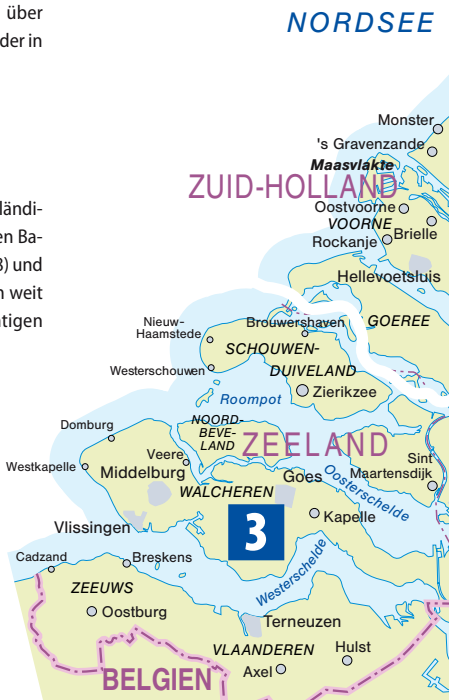 über
der in
ländi-
en Ba-
3) und
n weit
tigen
NORDSEE
Monster
's Gravenzande
Maasvlakte
ZUID-HOLLAND
Oostvoorne
VOORNE
Brielle
Rockanje
Hellevoetsluis
Nieuw-
Haamstede
Brouwershaven
GOEREE
SCHOUWEN-
DUIVELAND
Westerschouwen
Zierikzee
Roompot
Domburg
NOORD-
BEVE-
LAND
ZEELAND
Veere
Westkapelle
Middelburg
Goes
Sint
Maartensdijk
WALCHEREN
Oosterschelde
Kapelle
3
Vlissingen
Cadzand
Breskens
Westerschelde
ZEEUWS
Oostburg
Terneuzen
VLAANDEREN
Hulst
Axel
BELGIEN